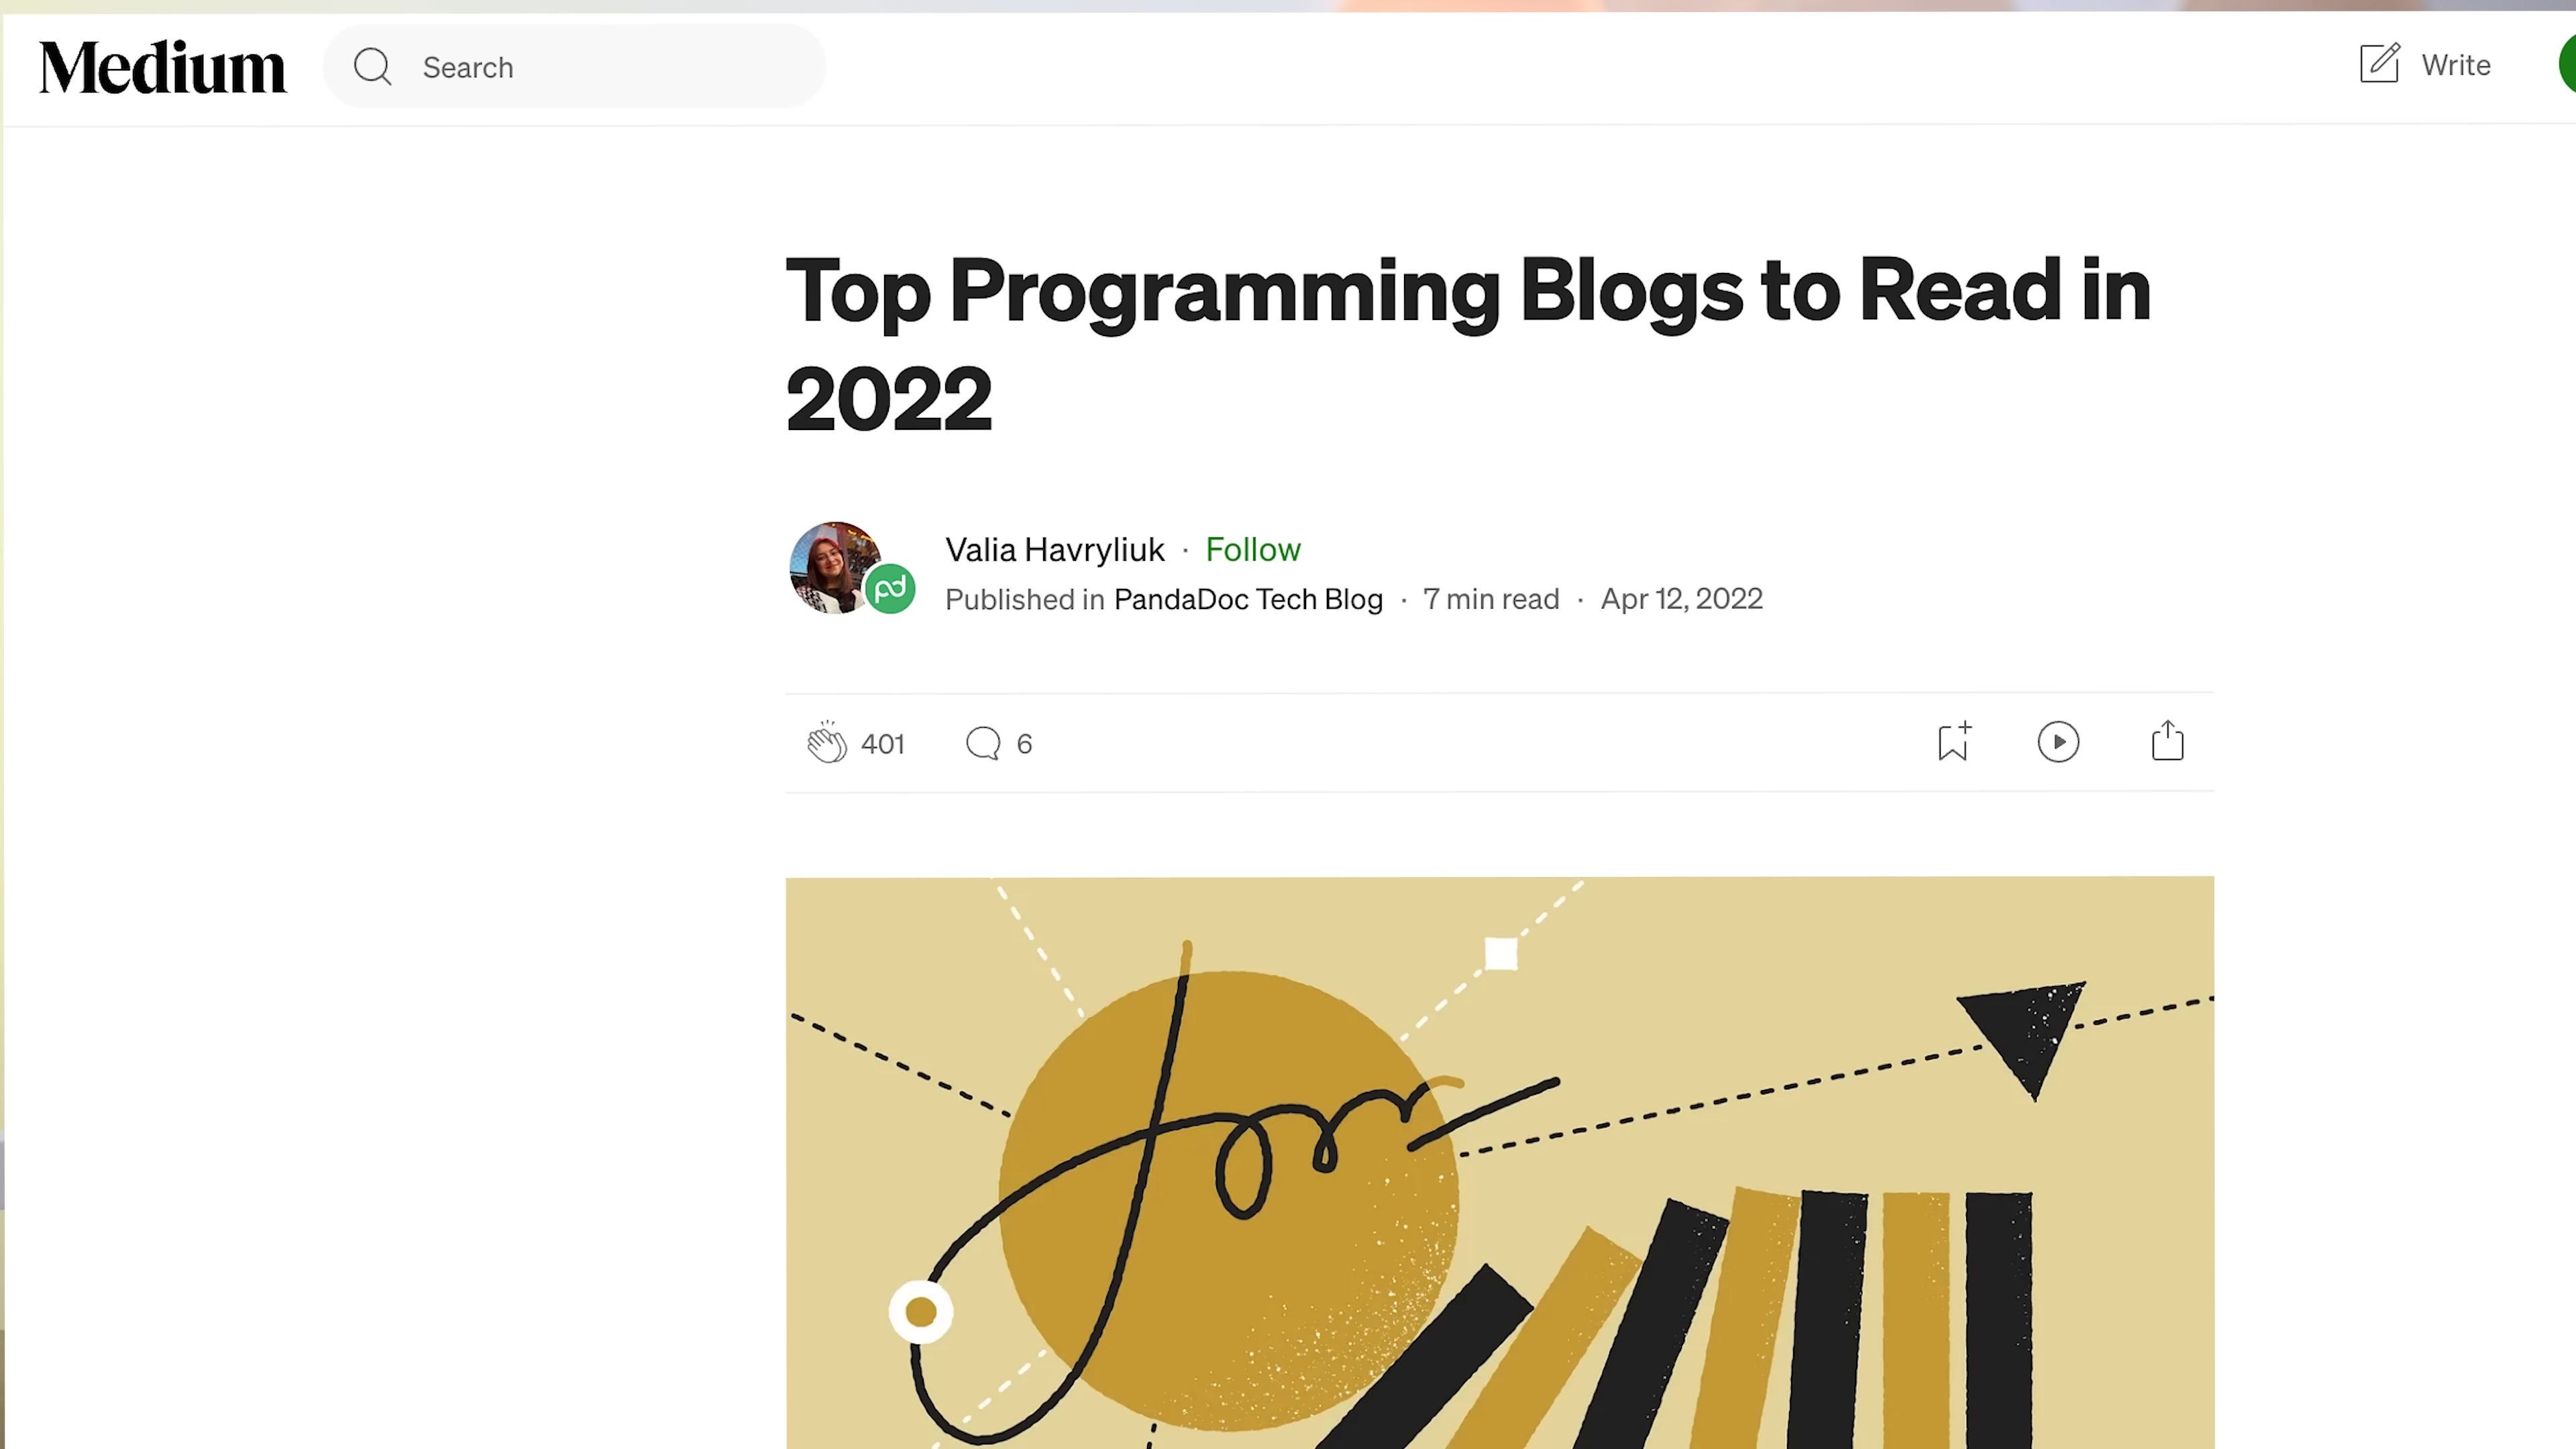 Medium
Search
Write
Top Programming Blogs to Read in
2022
Valia Havryliuk · Follow
pd
Published in PandaDoc Tech Blog · 7 min read · Apr 12, 2022
401
6